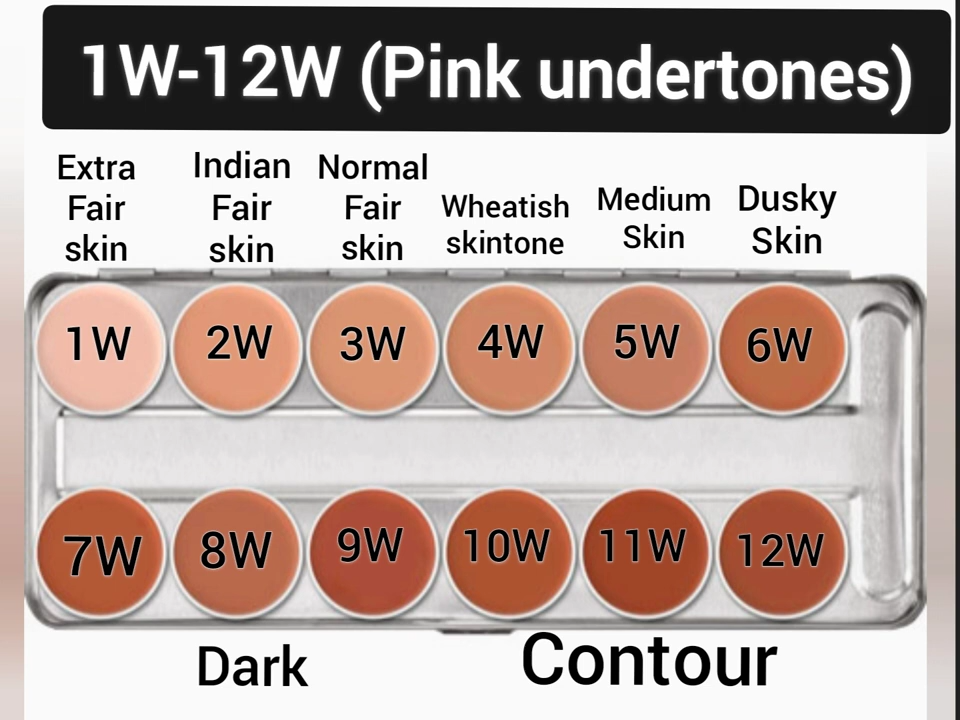 1W-12W (Pink undertones)
Extra
Fair
skin
Indian
Fair
skin
Normal
Fair
skin
Wheatish
skintone
Medium
Skin
Dusky
Skin
1W
2W
3W
4W
5W
6W
7W
8W
9W
10W
11W
12W
Dark
Contour